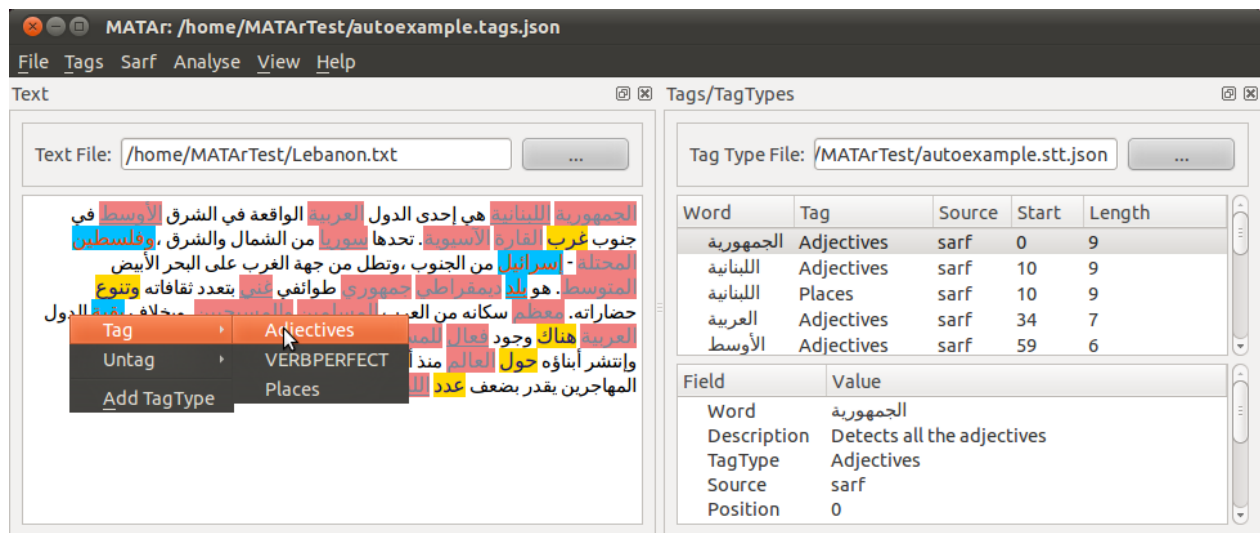 MATAr: /home/MATArTest/autoexample.tags.json
File Tags Sarf Analyse View Help
Text
Text File: /home/MATArTest/Lebanon.txt ...
الجمهورية اللبنانية هي إحدى الدول العربية الواقعة في الشرق الأوسط في
جنوب غرب القارة الآسيوية. تحدها سوريا من الشمال والشرق ،وفلسطين
المحتلة - إسرائيل من الجنوب ،وتطل من جهة الغرب على البحر الأبيض
المتوسط. هو بلد ديمقراطي جمهوري طوائفي غني بتعدد ثقافاته وتنوع
حضاراته. معظم سكانه من العرب المسلمين والمسيحيين. وبخلاف بقية الدول
العربية هناك وجود فعال
وإنتشر أبناؤه حول العالم منذ
المهاجرين يقدر بضعف عدد
Tag
Untag
Add TagType
Adjectives
VERBPERFECT
Places
Tags/TagTypes
Tag Type File: /MATArTest/autoexample.stt.json ...
Word Tag Source Start Length
الجمهورية Adjectives sarf 0 9
اللبنانية Adjectives sarf 10 9
اللبنانية Places sarf 10 9
العربية Adjectives sarf 34 7
الأوسط Adjectives sarf 59 6
Field Value
Word الجمهورية
Description Detects all the adjectives
TagType Adjectives
Source sarf
Position 0